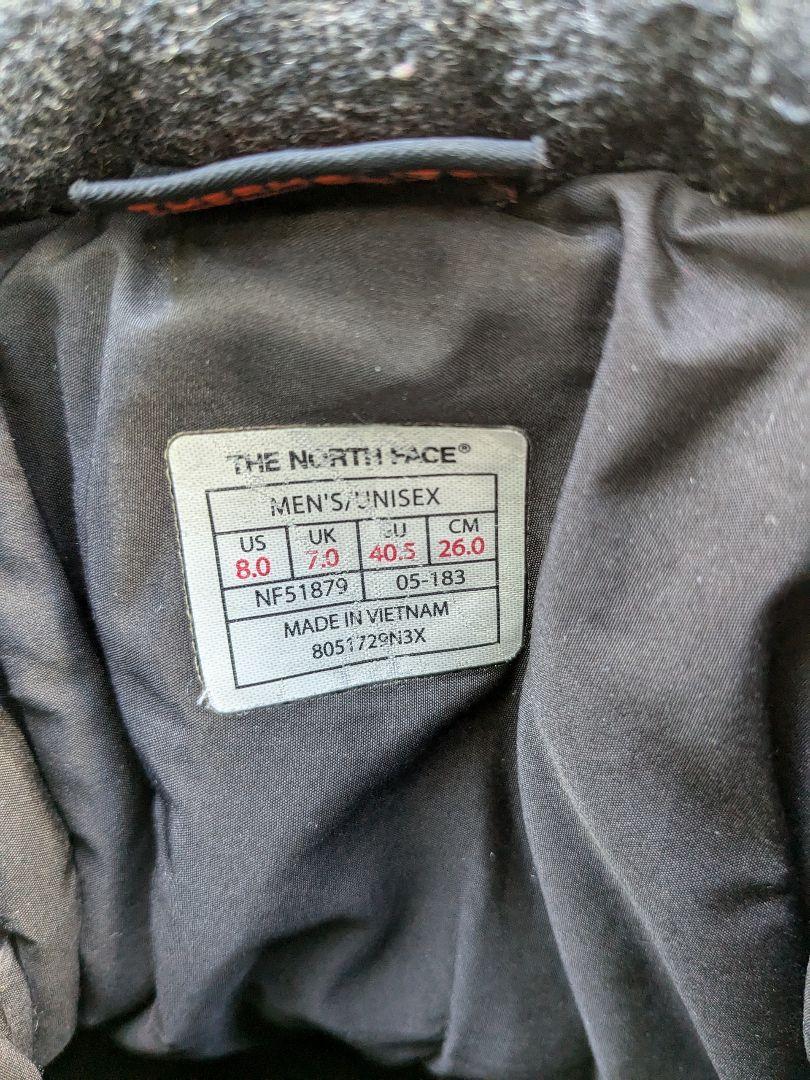 THE NORTH FACE®
MEN'S/UNISEX
US UK EU CM
8.0 7.0 40.5 26.0
NF51879 05-183
MADE IN VIETNAM
8051729N3X